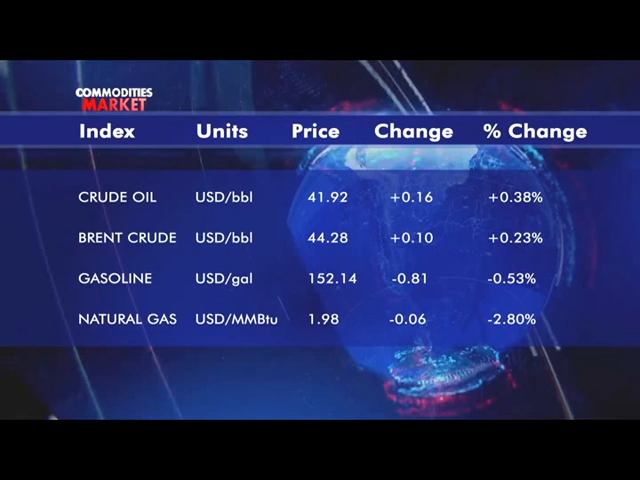 COMMODITIES
MARKET
Index Units Price Change % Change
CRUDE OIL USD/bbl 41.92 +0.16 +0.38%
BRENT CRUDE USD/bbl 44.28 +0.10 +0.23%
GASOLINE USD/gal 152.14 -0.81 -0.53%
NATURAL GAS USD/MMBtu 1.98 -0.06 -2.80%